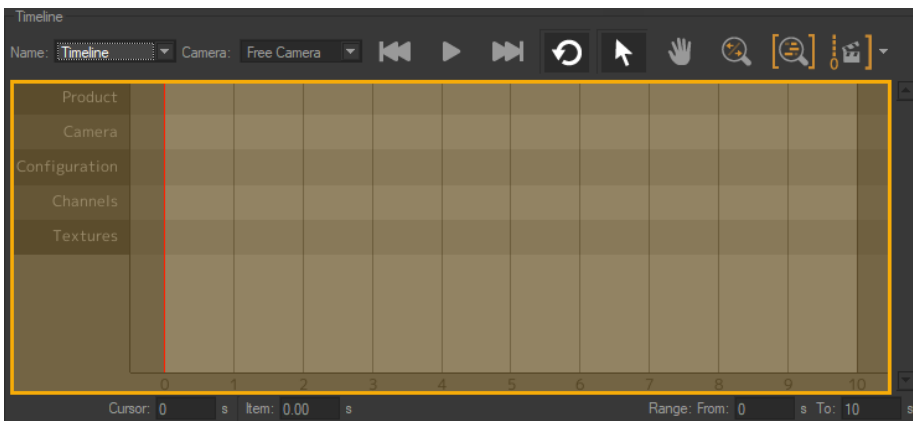 Timeline
Name: Timeline Camera: Free Camera
Product
Camera
Configuration
Channels
Textures
0 1 2 3 4 5 6 7 8 9 10
Cursor: 0 s Item: 0.00 s Range: From: 0 s To: 10 s